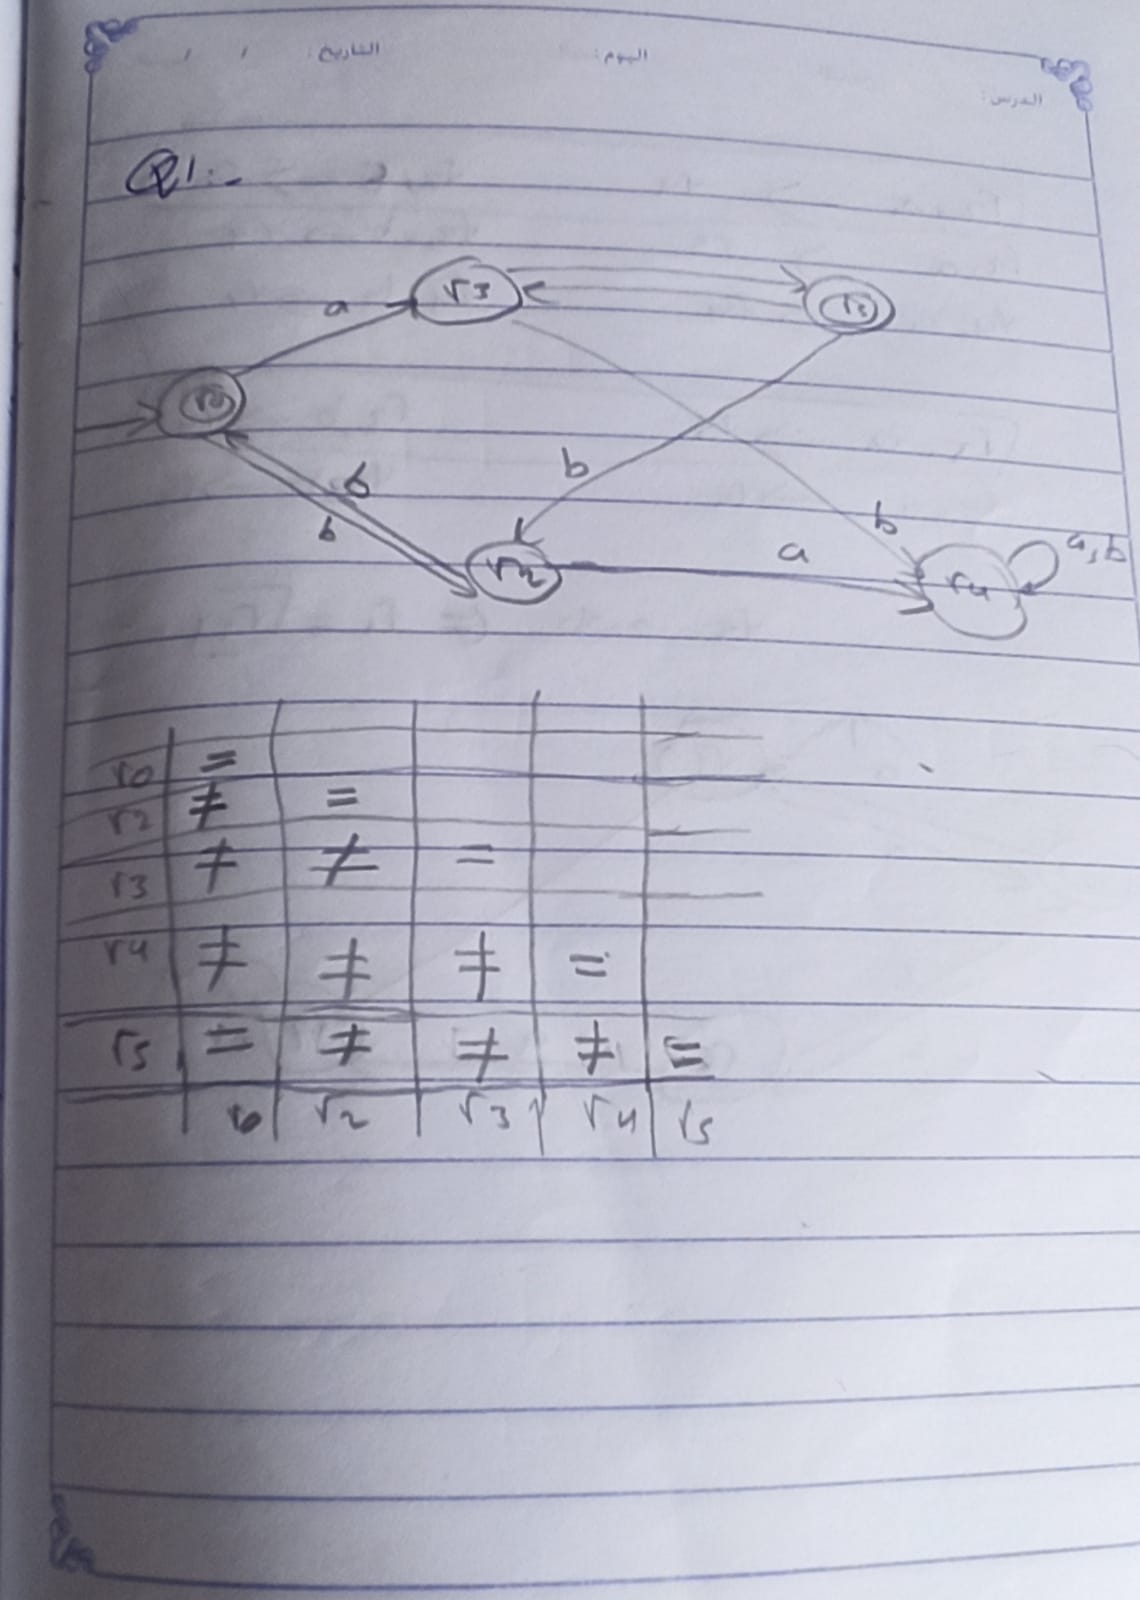 التاريخ: / /
اليوم:
الدرس:
Q1:-
r3
r5
a
r0
b
b
b
r2
a
b
r4
a,b
r0 =
r2 ≠ =
r3 ≠ ≠ =
r4 ≠ ≠ ≠ =
r5 = ≠ ≠ ≠ =
r0 r2 r3 r4 r5